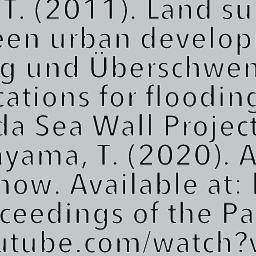 T. (2011). Land su
een urban develop
g und Überschwen
cations for flooding
da Sea Wall Project
ayama, T. (2020). A
now. Available at:
ceedings of the Pa
utube.com/watch?v